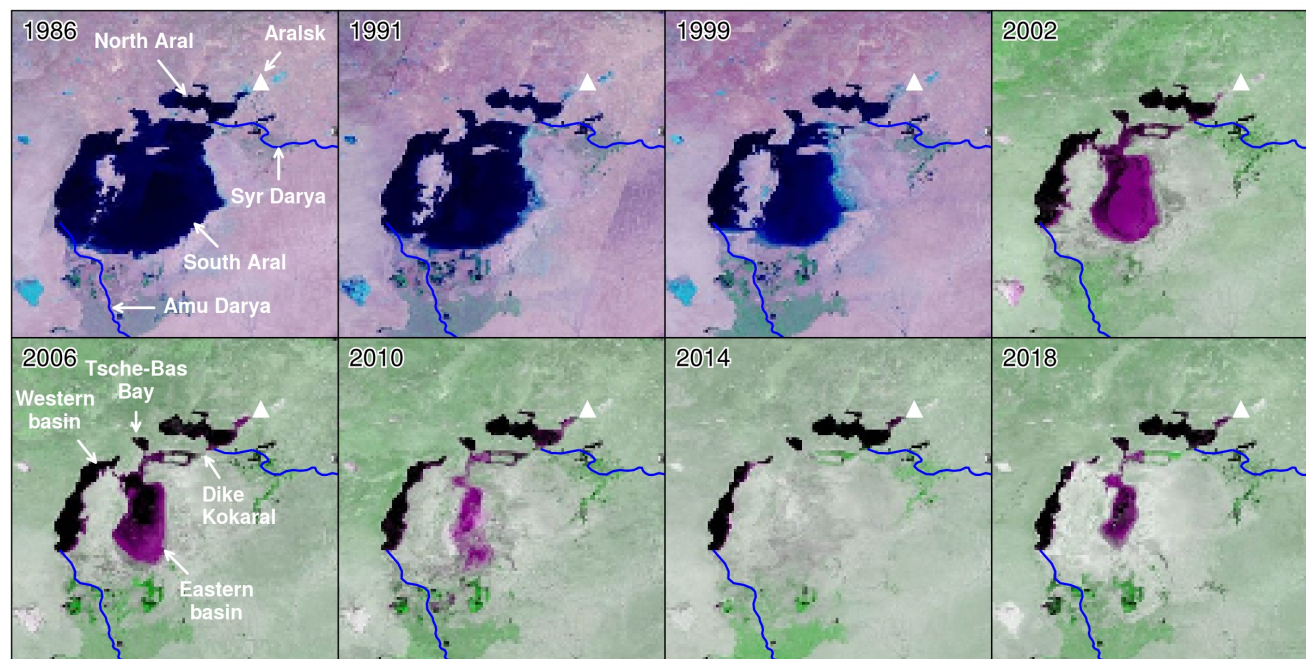 1986
North Aral
Aralsk
Syr Darya
South Aral
Amu Darya
1991
1999
2002
2006
Tsche-Bas
Bay
Western
basin
Dike
Kokaral
Eastern
basin
2010
2014
2018